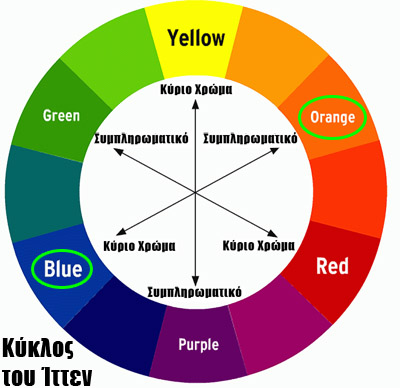 Yellow
Κύριο Χρώμα
Green
Orange
Συμπληρωματικό
Συμπληρωματικό
Κύριο Χρώμα
Κύριο Χρώμα
Blue
Red
Συμπληρωματικό
Purple
Κύκλος
του Ίττεν